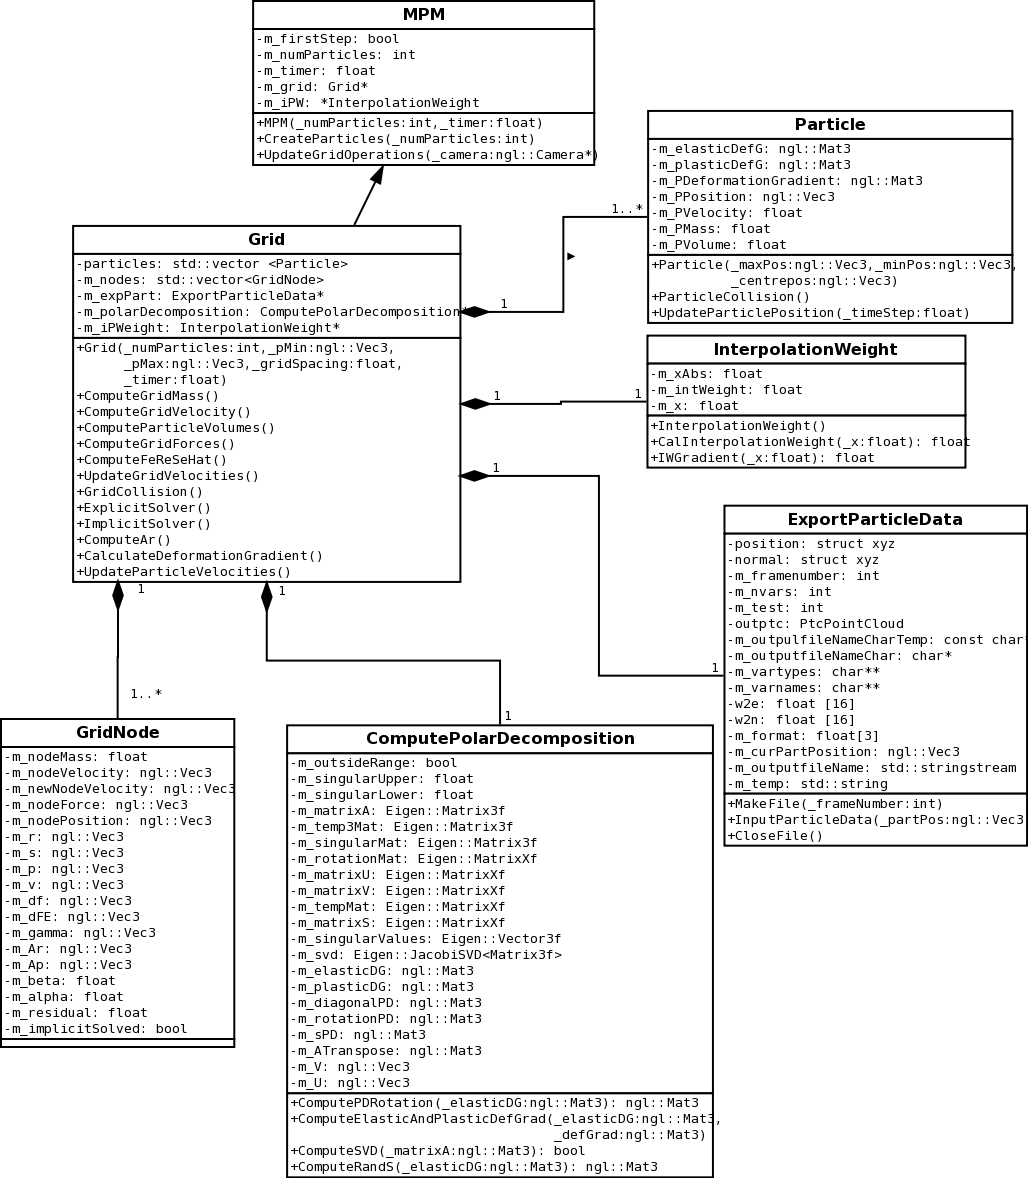 MPM
-m_firstStep: bool
-m_numParticles: int
-m_timer: float
-m_grid: Grid*
-m_iPW: *InterpolationWeight
+MPM(_numParticles:int,_timer:float)
+CreateParticles(_numParticles:int)
+UpdateGridOperations(_camera:ngl::Camera*)
Particle
-m_elasticDefG: ngl::Mat3
-m_plasticDefG: ngl::Mat3
-m_PDeformationGradient: ngl::Mat3
-m_PPosition: ngl::Vec3
-m_PVelocity: float
-m_PMass: float
-m_PVolume: float
+Particle(_maxPos:ngl::Vec3,_minPos:ngl::Vec3,
_centrepos:ngl::Vec3)
+ParticleCollision()
+UpdateParticlePosition(_timeStep:float)
1..*
1
Grid
-particles: std::vector <Particle>
-m_nodes: std::vector<GridNode>
-m_expPart: ExportParticleData*
-m_polarDecomposition: ComputePolarDecomposition*
-m_iPWeight: InterpolationWeight*
+Grid(_numParticles:int,_pMin:ngl::Vec3,
_pMax:ngl::Vec3,_gridSpacing:float,
_timer:float)
+ComputeGridMass()
+ComputeGridVelocity()
+ComputeParticleVolumes()
+ComputeGridForces()
+ComputeFeReSeHat()
+UpdateGridVelocities()
+GridCollision()
+ExplicitSolver()
+ImplicitSolver()
+ComputeAr()
+CalculateDeformationGradient()
+UpdateParticleVelocities()
1
1
InterpolationWeight
-m_xAbs: float
-m_intWeight: float
-m_x: float
+InterpolationWeight()
+CalInterpolationWeight(_x:float): float
+IWGradient(_x:float): float
1
1
ExportParticleData
-position: struct xyz
-normal: struct xyz
-m_framenumber: int
-m_nvars: int
-m_test: int
-outptc: PtcPointCloud
-m_outpulfileNameCharTemp: const char*
-m_outputfileNameChar: char*
-m_vartypes: char**
-m_varnames: char**
-w2e: float [16]
-w2n: float [16]
-m_format: float[3]
-m_curPartPosition: ngl::Vec3
-m_outputfileName: std::stringstream
-m_temp: std::string
+MakeFile(_frameNumber:int)
+InputParticleData(_partPos:ngl::Vec3
+CloseFile()
1
1..*
GridNode
-m_nodeMass: float
-m_nodeVelocity: ngl::Vec3
-m_newNodeVelocity: ngl::Vec3
-m_nodeForce: ngl::Vec3
-m_nodePosition: ngl::Vec3
-m_r: ngl::Vec3
-m_s: ngl::Vec3
-m_p: ngl::Vec3
-m_v: ngl::Vec3
-m_df: ngl::Vec3
-m_dFE: ngl::Vec3
-m_gamma: ngl::Vec3
-m_Ar: ngl::Vec3
-m_Ap: ngl::Vec3
-m_beta: float
-m_alpha: float
-m_residual: float
-m_implicitSolved: bool
1
1
ComputePolarDecomposition
-m_outsideRange: bool
-m_singularUpper: float
-m_singularLower: float
-m_matrixA: Eigen::Matrix3f
-m_temp3Mat: Eigen::Matrix3f
-m_singularMat: Eigen::Matrix3f
-m_rotationMat: Eigen::MatrixXf
-m_matrixU: Eigen::MatrixXf
-m_matrixV: Eigen::MatrixXf
-m_tempMat: Eigen::MatrixXf
-m_matrixS: Eigen::MatrixXf
-m_singularValues: Eigen::Vector3f
-m_svd: Eigen::JacobiSVD<Matrix3f>
-m_elasticDG: ngl::Mat3
-m_plasticDG: ngl::Mat3
-m_diagonalPD: ngl::Mat3
-m_rotationPD: ngl::Mat3
-m_sPD: ngl::Mat3
-m_ATranspose: ngl::Mat3
-m_V: ngl::Vec3
-m_U: ngl::Vec3
+ComputePDRotation(_elasticDG:ngl::Mat3): ngl::Mat3
+ComputeElasticAndPlasticDefGrad(_elasticDG:ngl::Mat3,
_defGrad:ngl::Mat3)
+ComputeSVD(_matrixA:ngl::Mat3): bool
+ComputeRandS(_elasticDG:ngl::Mat3): ngl::Mat3